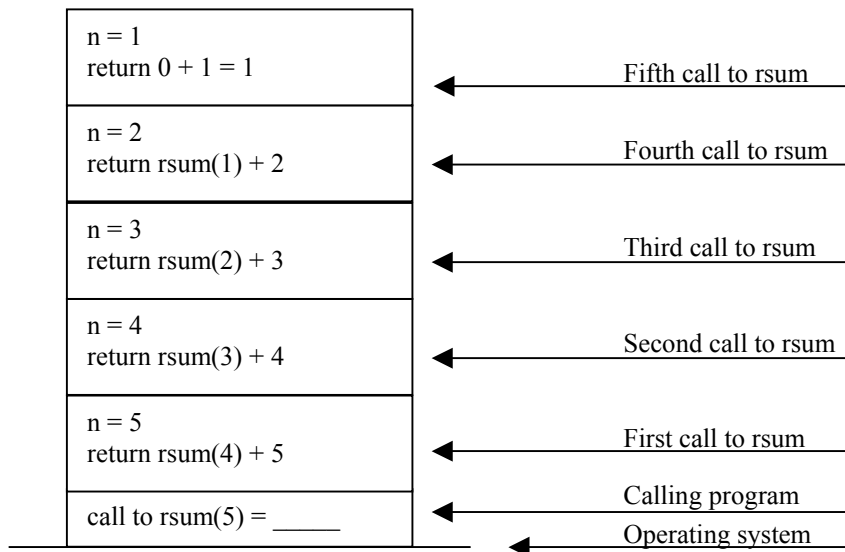 n = 1
return 0 + 1 = 1
Fifth call to rsum
n = 2
return rsum(1) + 2
Fourth call to rsum
n = 3
return rsum(2) + 3
Third call to rsum
n = 4
return rsum(3) + 4
Second call to rsum
n = 5
return rsum(4) + 5
First call to rsum
call to rsum(5) = _____
Calling program
Operating system